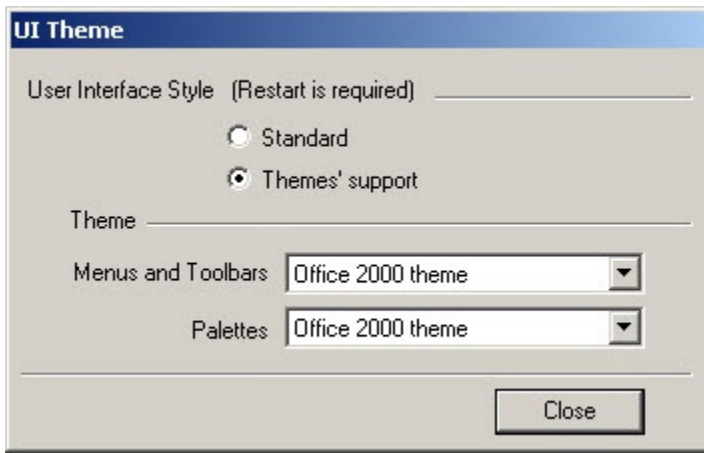 UI Theme
User Interface Style (Restart is required)
Standard
Themes' support
Theme
Menus and Toolbars Office 2000 theme
Palettes Office 2000 theme
Close